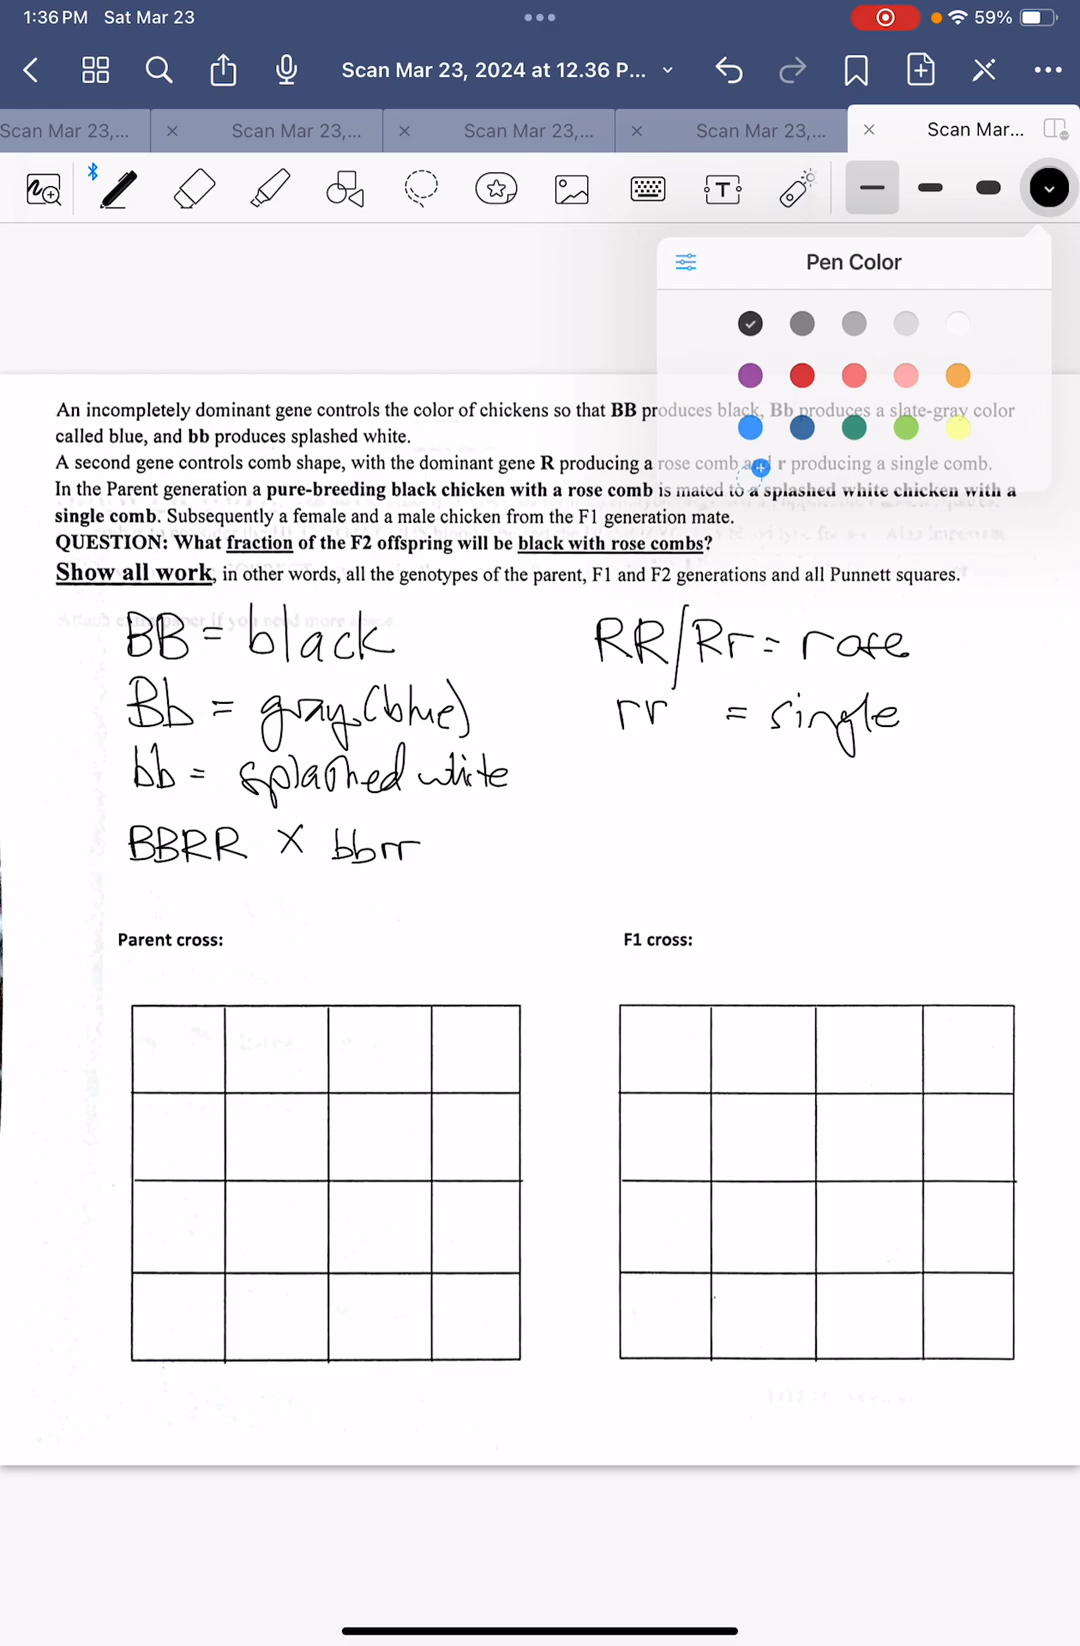 1:36 PM Sat Mar 23
59%
Scan Mar 23, 2024 at 12.36 P...
Scan Mar 23,...
Scan Mar 23,...
Scan Mar 23,...
Scan Mar 23,...
Scan Mar...
T
Pen Color
An incompletely dominant gene controls the color of chickens so that BB produces black, Bb produces a slate-gray color
called blue, and bb produces splashed white.
A second gene controls comb shape, with the dominant gene R producing a rose comb and r producing a single comb.
In the Parent generation a pure-breeding black chicken with a rose comb is mated to a splashed white chicken with a
single comb. Subsequently a female and a male chicken from the F1 generation mate.
QUESTION: What fraction of the F2 offspring will be black with rose combs?
Show all work, in other words, all the genotypes of the parent, F1 and F2 generations and all Punnett squares.
BB = black
RR/Rr = rose
Bb = gray (blue)
rr = single
bb = splashed white
BBRR X bbrr
Parent cross:
F1 cross: